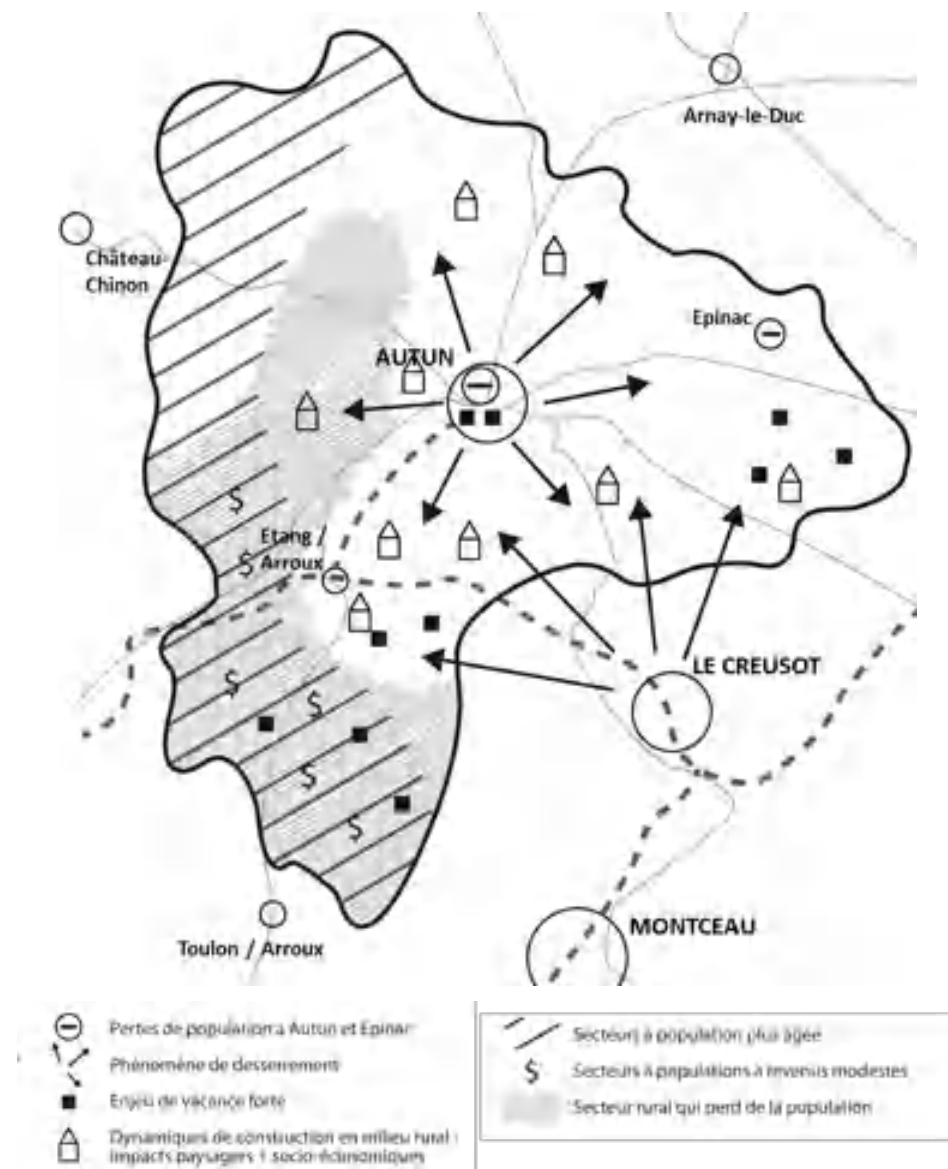 Arnay-le-Duc
Château-
Chinon
Epinac
AUTUN
$
Etang /
Arroux
$
LE CREUSOT
$
$
$
$
MONTCEAU
Toulon / Arroux
Pertes de population a Autun et Epinac
Phénomène de desserrement
Enjeu de vacance forte
Dynamiques de construction en milieu rural :
impacts paysagers + socio-économiques
Secteurs à population plus âgée
$ Secteurs à populations à revenus modestes
Secteur rural qui perd de la population